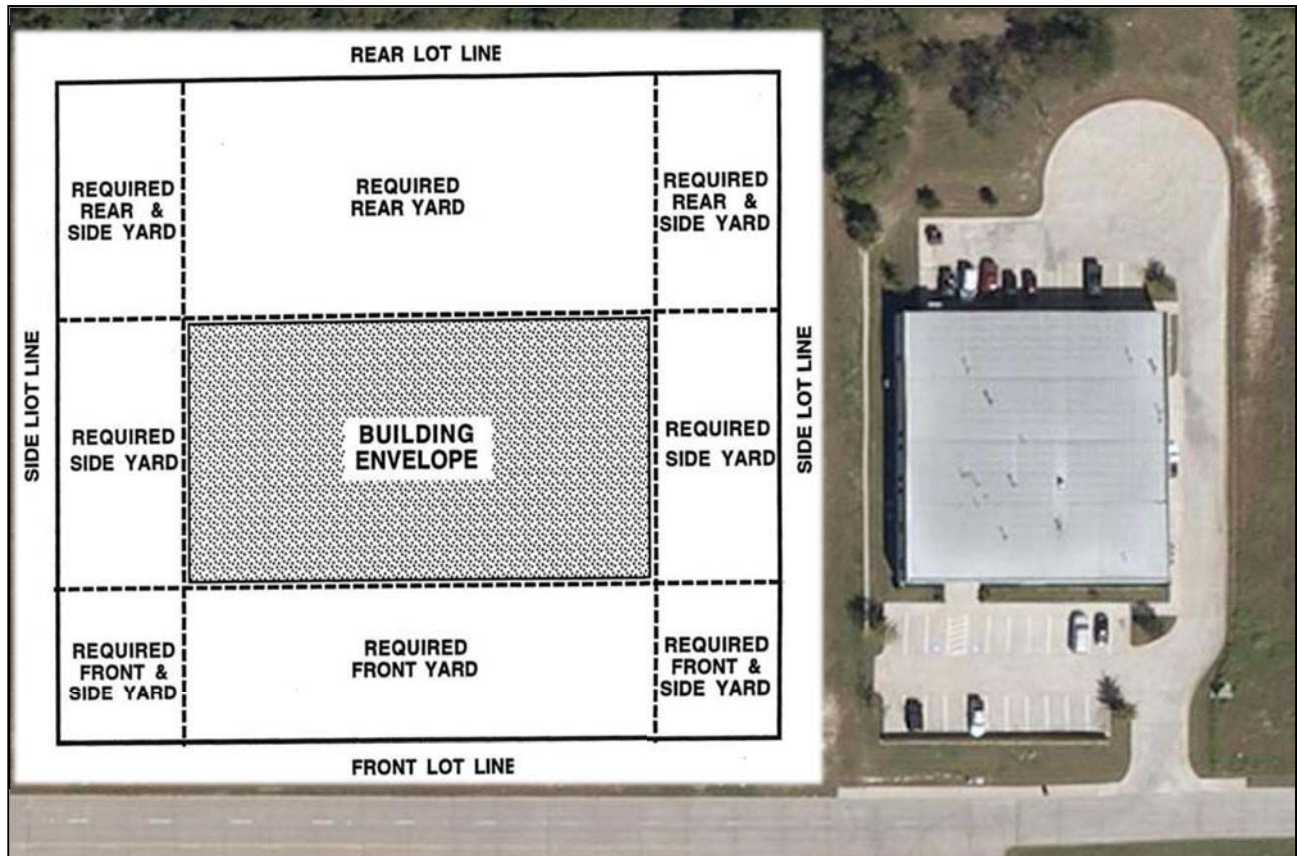 REAR LOT LINE
REQUIRED
REAR &
SIDE YARD
REQUIRED
REAR YARD
REQUIRED
REAR &
SIDE YARD
SIDE LIOT LINE
REQUIRED
SIDE YARD
BUILDING
ENVELOPE
REQUIRED
SIDE YARD
SIDE LOT LINE
REQUIRED
FRONT &
SIDE YARD
REQUIRED
FRONT YARD
REQUIRED
FRONT &
SIDE YARD
FRONT LOT LINE